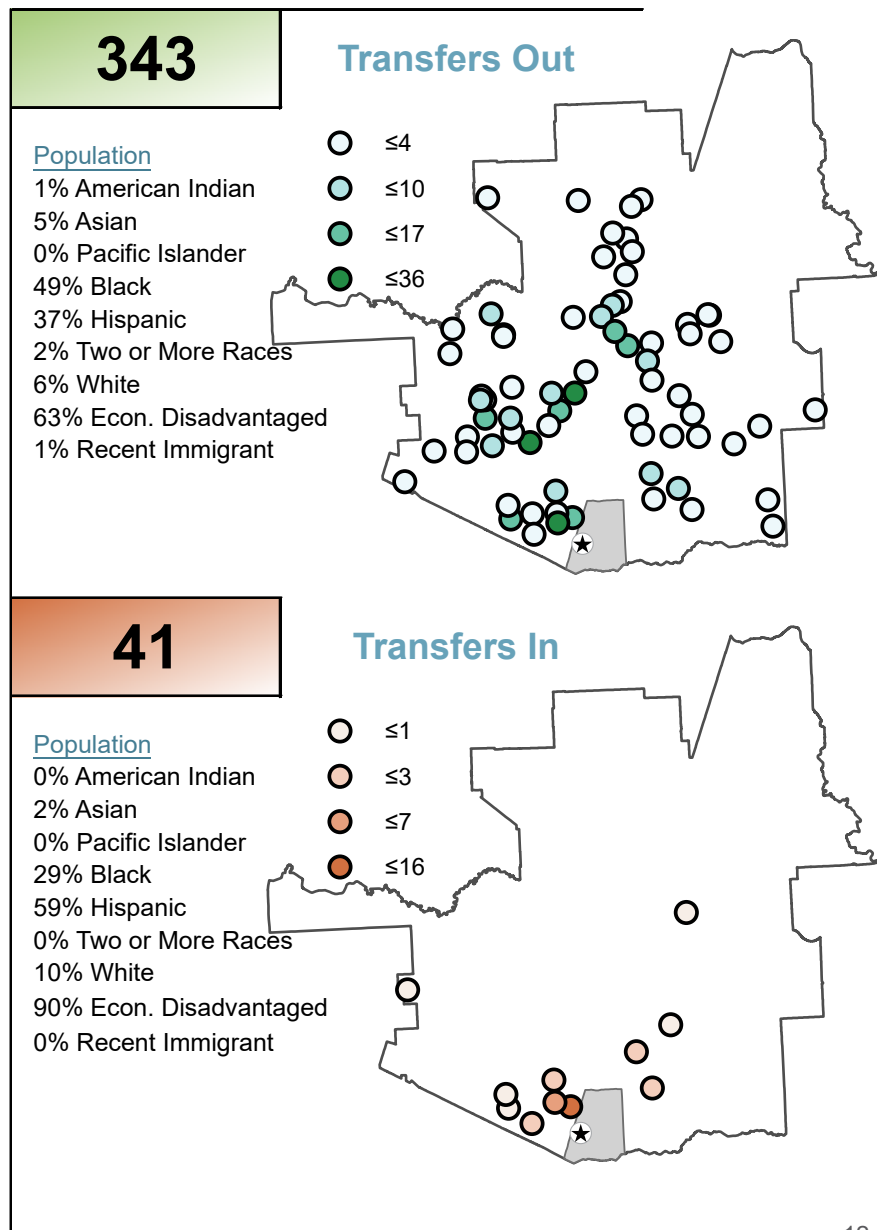 343
Transfers Out
Population
1% American Indian
5% Asian
0% Pacific Islander
49% Black
37% Hispanic
2% Two or More Races
6% White
63% Econ. Disadvantaged
1% Recent Immigrant
≤4
≤10
≤17
≤36
41
Transfers In
Population
0% American Indian
2% Asian
0% Pacific Islander
29% Black
59% Hispanic
0% Two or More Races
10% White
90% Econ. Disadvantaged
0% Recent Immigrant
≤1
≤3
≤7
≤16